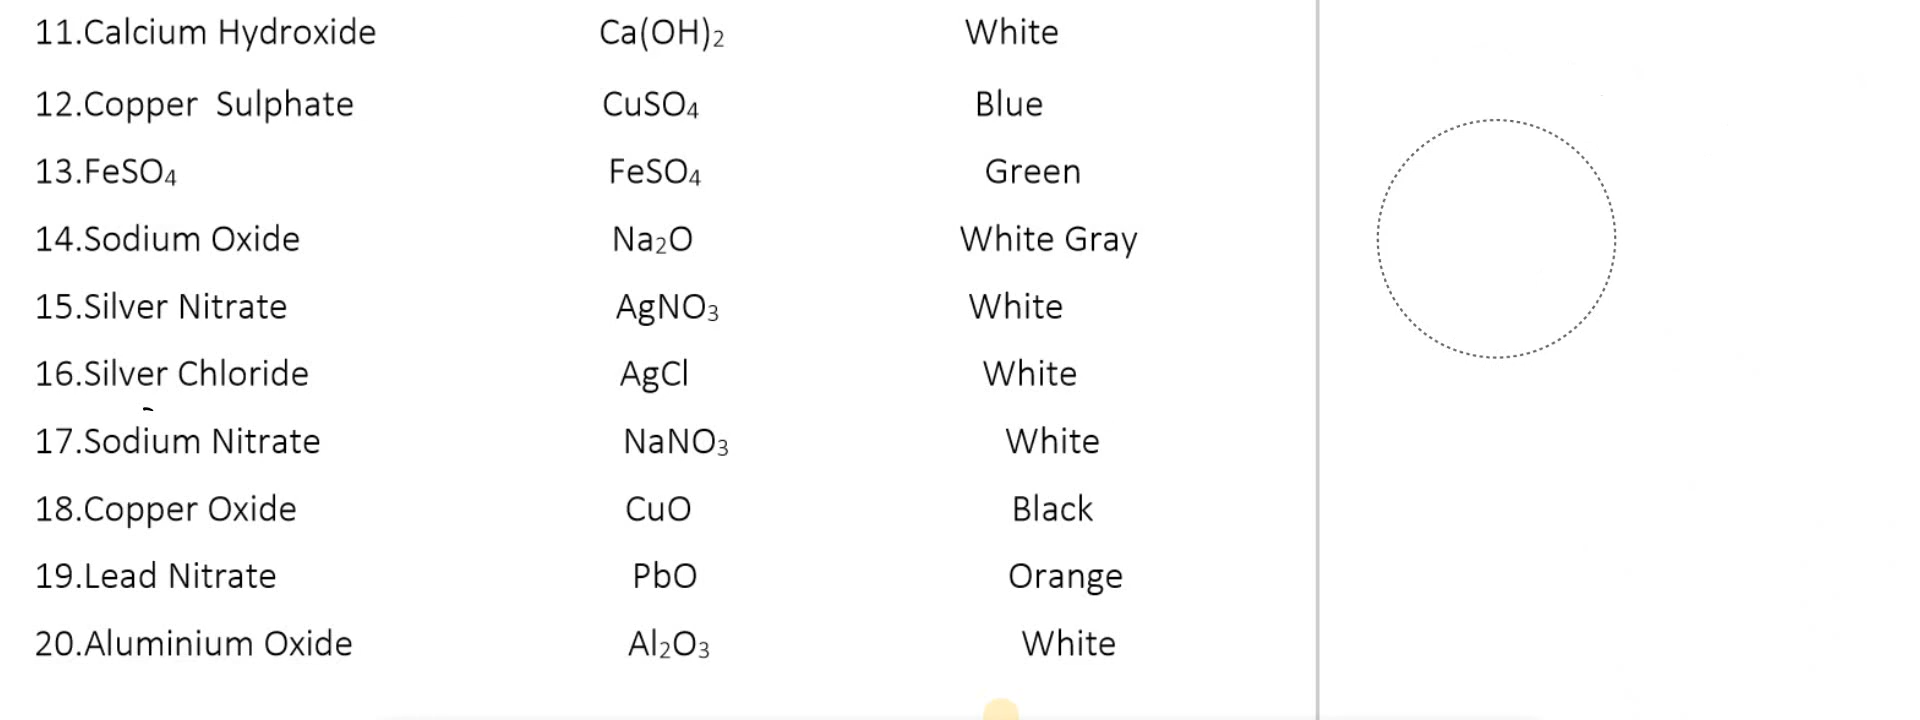 11.Calcium Hydroxide Ca(OH)₂ White
12.Copper Sulphate CuSO₄ Blue
13.FeSO₄ FeSO₄ Green
14.Sodium Oxide Na₂O White Gray
15.Silver Nitrate AgNO₃ White
16.Silver Chloride AgCl White
17.Sodium Nitrate NaNO₃ White
18.Copper Oxide CuO Black
19.Lead Nitrate PbO Orange
20.Aluminium Oxide Al₂O₃ White